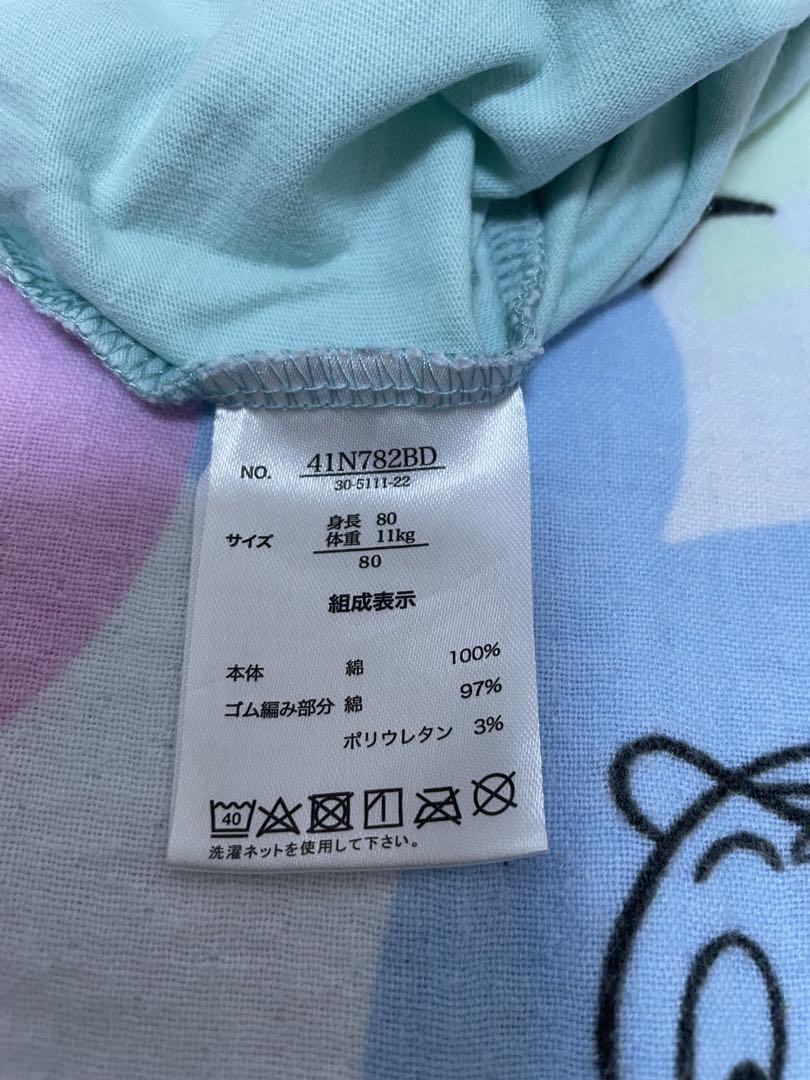 NO. 41N782BD
30-5111-22
サイズ 身長 80
体重 11kg
80
組成表示
本体 綿 100%
ゴム編み部分 綿 97%
ポリウレタン 3%
40
洗濯ネットを使用して下さい。